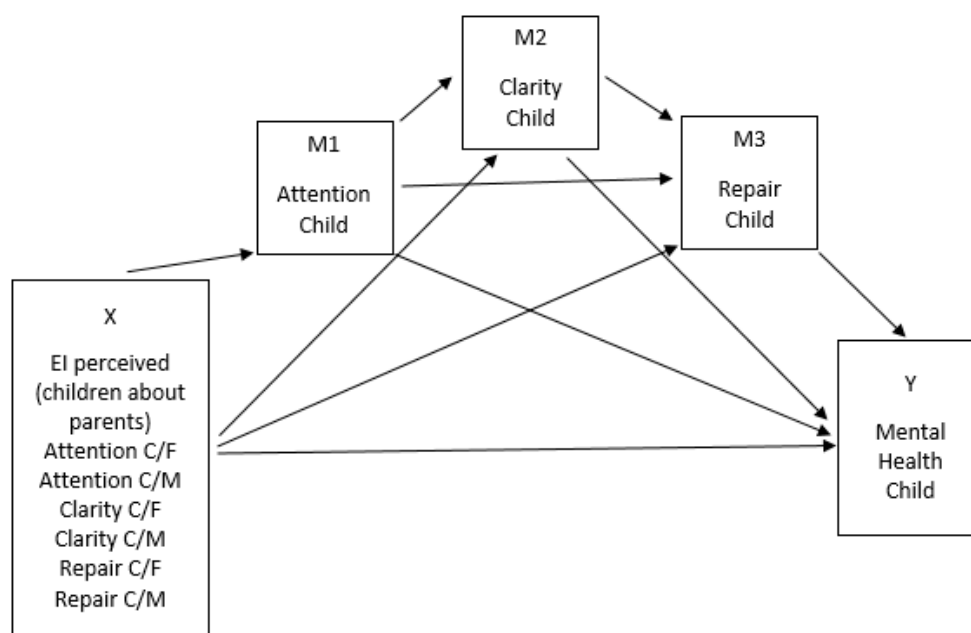 M2
Clarity
Child
M1
Attention
Child
M3
Repair
Child
X
EI perceived
(children about
parents)
Attention C/F
Attention C/M
Clarity C/F
Clarity C/M
Repair C/F
Repair C/M
Y
Mental
Health
Child